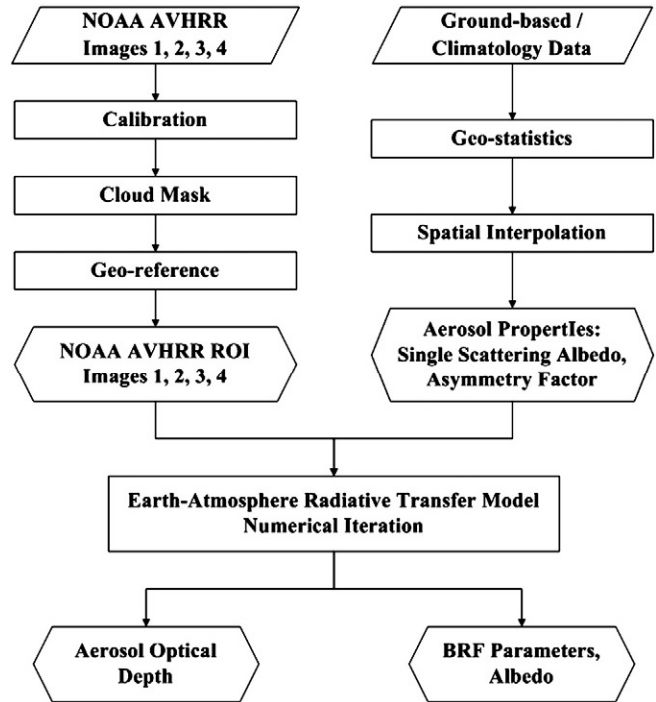 NOAA AVHRR
Images 1, 2, 3, 4
Calibration
Cloud Mask
Geo-reference
NOAA AVHRR ROI
Images 1, 2, 3, 4
Ground-based /
Climatology Data
Geo-statistics
Spatial Interpolation
Aerosol PropertIes:
Single Scattering Albedo,
Asymmetry Factor
Earth-Atmosphere Radiative Transfer Model
Numerical Iteration
Aerosol Optical
Depth
BRF Parameters,
Albedo